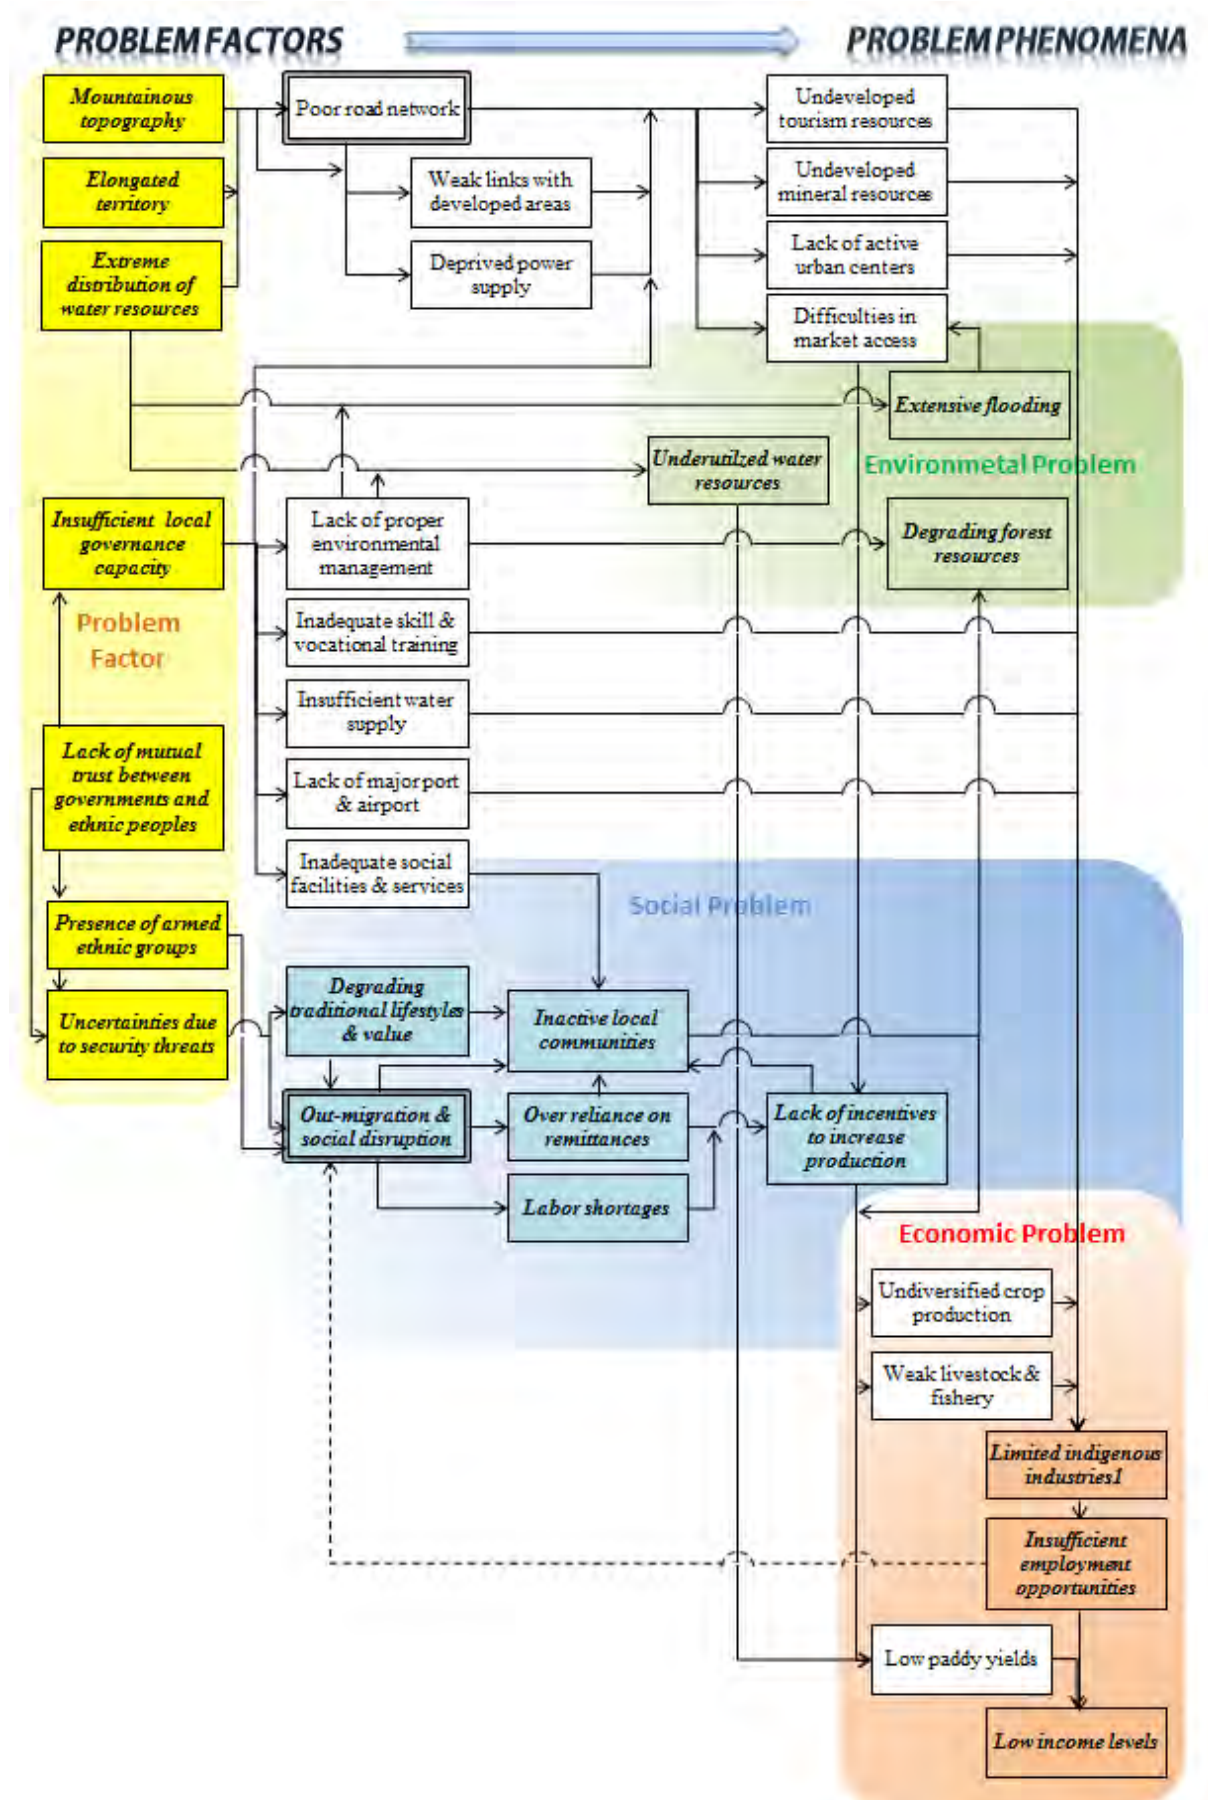 PROBLEM FACTORS
PROBLEM PHENOMENA
Mountainous
topography
Poor road network
Undeveloped
tourism resources
Elongated
territory
Weak links with
developed areas
Undeveloped
mineral resources
Extreme
distribution of
water resources
Deprived power
supply
Lack of active
urban centers
Difficulties in
market access
Extensive flooding
Underutilzed water
resources
Environmetal Problem
Insufficient local
governance
capacity
Lack of proper
environmental
management
Degrading forest
resources
Problem
Factor
Inadequate skill &
vocational training
Insufficient water
supply
Lack of mutual
trust between
governments and
ethnic peoples
Lack of major port
& airport
Inadequate social
facilities & services
Social Problem
Presence of armed
ethnic groups
Degrading
traditional lifestyles
& value
Inactive local
communities
Uncertainties due
to security threats
Out-migration &
social disruption
Over reliance on
remittances
Lack of incentives
to increase
production
Labor shortages
Economic Problem
Undiversified crop
production
Weak livestock &
fishery
Limited indigenous
industries1
Insufficient
employment
opportunities
Low paddy yields
Low income levels